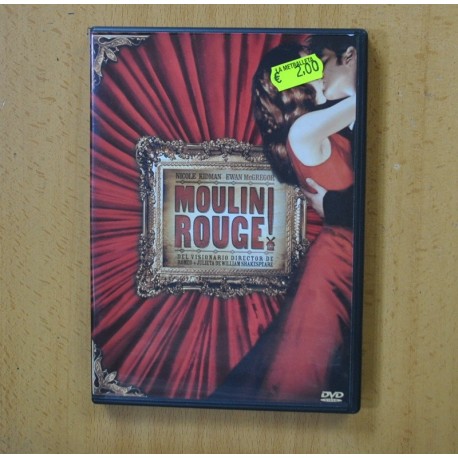 LA METRALLETA
€ 2,00
NICOLE KIDMAN EWAN McGREGOR
MOULIN
ROUGE!
DEL VISIONARIO DIRECTOR DE
ROMEO + JULIETA DE WILLIAM SHAKESPEARE
DVD